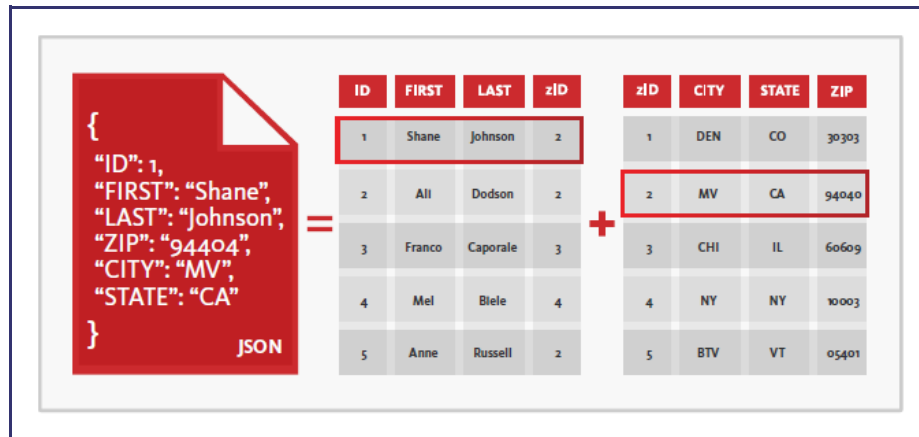 {
“ID”: 1,
“FIRST”: “Shane”,
“LAST”: “Johnson”,
“ZIP”: “94404”,
“CITY”: “MV”,
“STATE”: “CA”
}
JSON
=
ID FIRST LAST zID
1 Shane Johnson 2
2 Ali Dodson 2
3 Franco Caporale 3
4 Mel Biele 4
5 Anne Russell 2
+
zID CITY STATE ZIP
1 DEN CO 30303
2 MV CA 94040
3 CHI IL 60609
4 NY NY 10003
5 BTV VT 05401